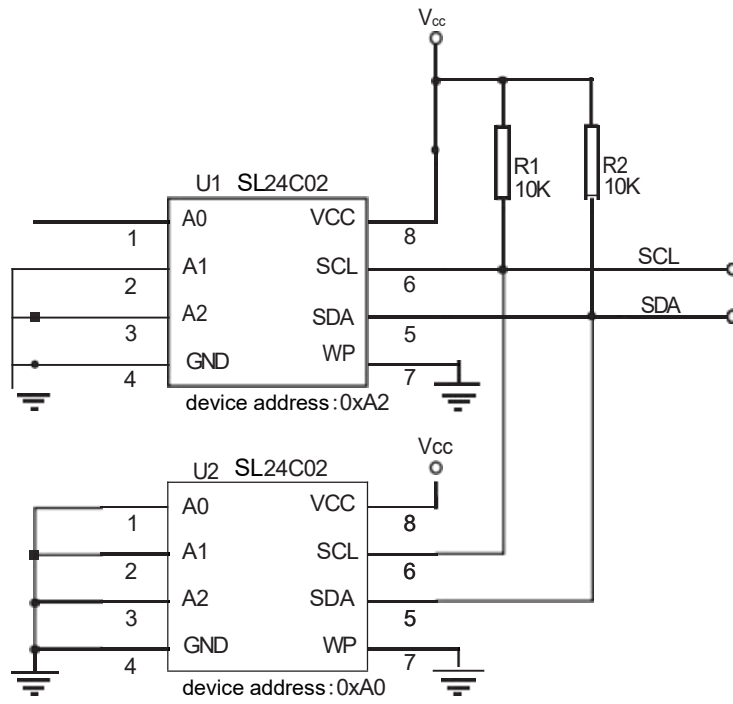 Vcc
R1
10K
R2
10K
U1 SL24C02
A0
VCC
1
8
A1
SCL
SCL
2
6
A2
SDA
SDA
3
5
GND
WP
4
7
device address:0xA2
Vcc
U2 SL24C02
A0
VCC
1
8
A1
SCL
2
6
A2
SDA
3
5
GND
WP
4
7
device address:0xA0